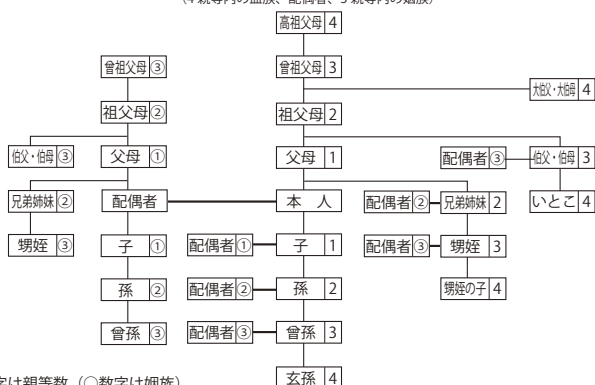 （4親等内の血族、配偶者、3親等内の姻族）
高祖父母 4
曾祖父母 ③
曾祖父母 3
大伯父・大伯母 4
祖父母 ②
祖父母 2
伯父・伯母 ③
父母 ①
父母 1
配偶者 ③
伯父・伯母 3
兄弟姉妹 ②
配偶者
本　人
配偶者 ②
兄弟姉妹 2
いとこ 4
甥姪 ③
子 ①
配偶者 ①
子 1
配偶者 ③
甥姪 3
孫 ②
配偶者 ②
孫 2
甥姪の子 4
曾孫 ③
配偶者 ③
曾孫 3
字は親等数（○数字は姻族）
玄孫 4